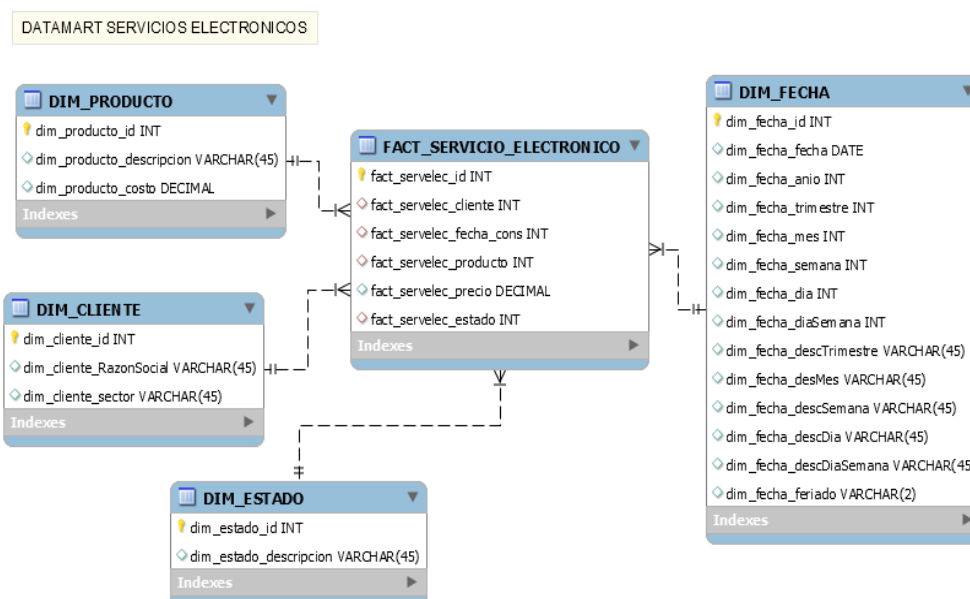 DATAMART SERVICIOS ELECTRONICOS
DIM_PRODUCTO
dim_producto_id INT
dim_producto_descripcion VARCHAR(45)
dim_producto_costo DECIMAL
Indexes
DIM_CLIENTE
dim_cliente_id INT
dim_cliente_RazonSocial VARCHAR(45)
dim_cliente_sector VARCHAR(45)
Indexes
FACT_SERVICIO_ELECTRONICO
fact_servelec_id INT
fact_servelec_cliente INT
fact_servelec_fecha_cons INT
fact_servelec_producto INT
fact_servelec_precio DECIMAL
fact_servelec_estado INT
Indexes
DIM_ESTADO
dim_estado_id INT
dim_estado_descripcion VARCHAR(45)
Indexes
DIM_FECHA
dim_fecha_id INT
dim_fecha_fecha DATE
dim_fecha_anio INT
dim_fecha_trimestre INT
dim_fecha_mes INT
dim_fecha_semana INT
dim_fecha_dia INT
dim_fecha_diaSemana INT
dim_fecha_descTrimestre VARCHAR(45)
dim_fecha_desMes VARCHAR(45)
dim_fecha_descSemana VARCHAR(45)
dim_fecha_descDia VARCHAR(45)
dim_fecha_descDiaSemana VARCHAR(45
dim_fecha_feriado VARCHAR(2)
Indexes